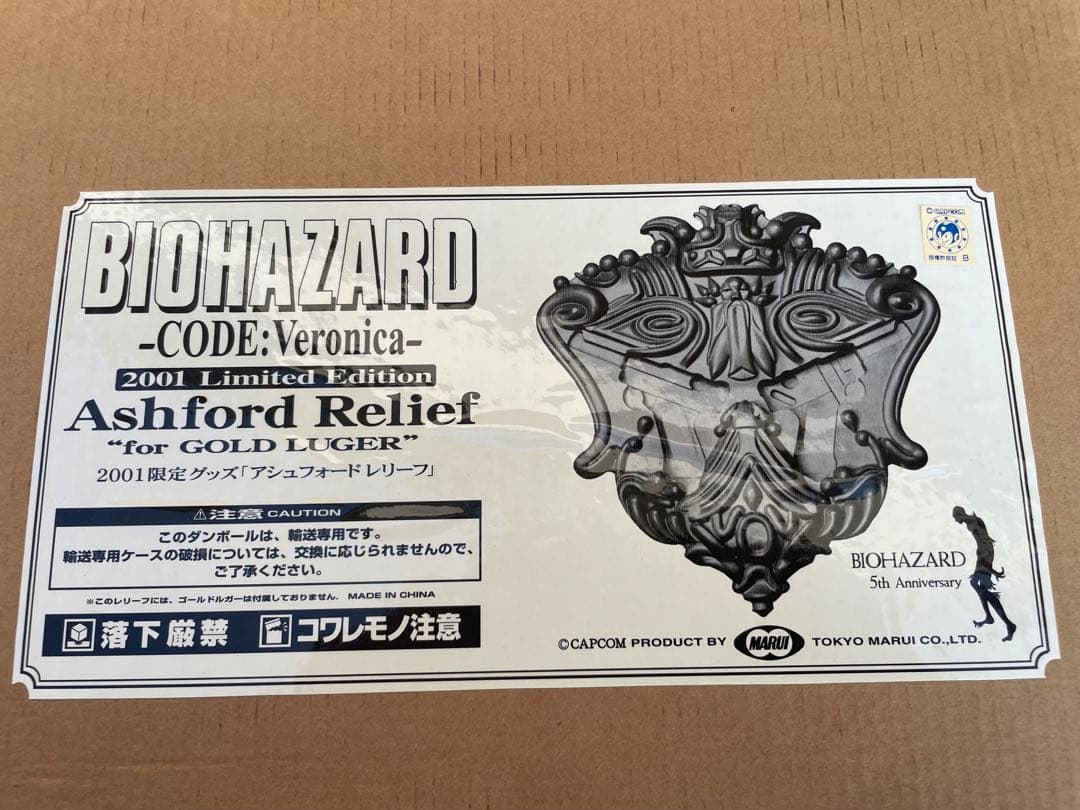 BIOHAZARD
-CODE:Veronica-
2001 Limited Edition
Ashford Relief
"for GOLD LUGER"
2001限定グッズ「アシュフォードレリーフ」
⚠注意 CAUTION
このダンボールは、輸送専用です。
輸送専用ケースの破損については、交換に応じられませんので、
ご了承ください。
※このレリーフには、ゴールドルガーは付属しておりません. MADE IN CHINA
落下厳禁 コワレモノ注意
© CAPCOM
版権許諾証 B
BIOHAZARD
5th Anniversary
©CAPCOM PRODUCT BY MARUI TOKYO MARUI CO.,LTD.